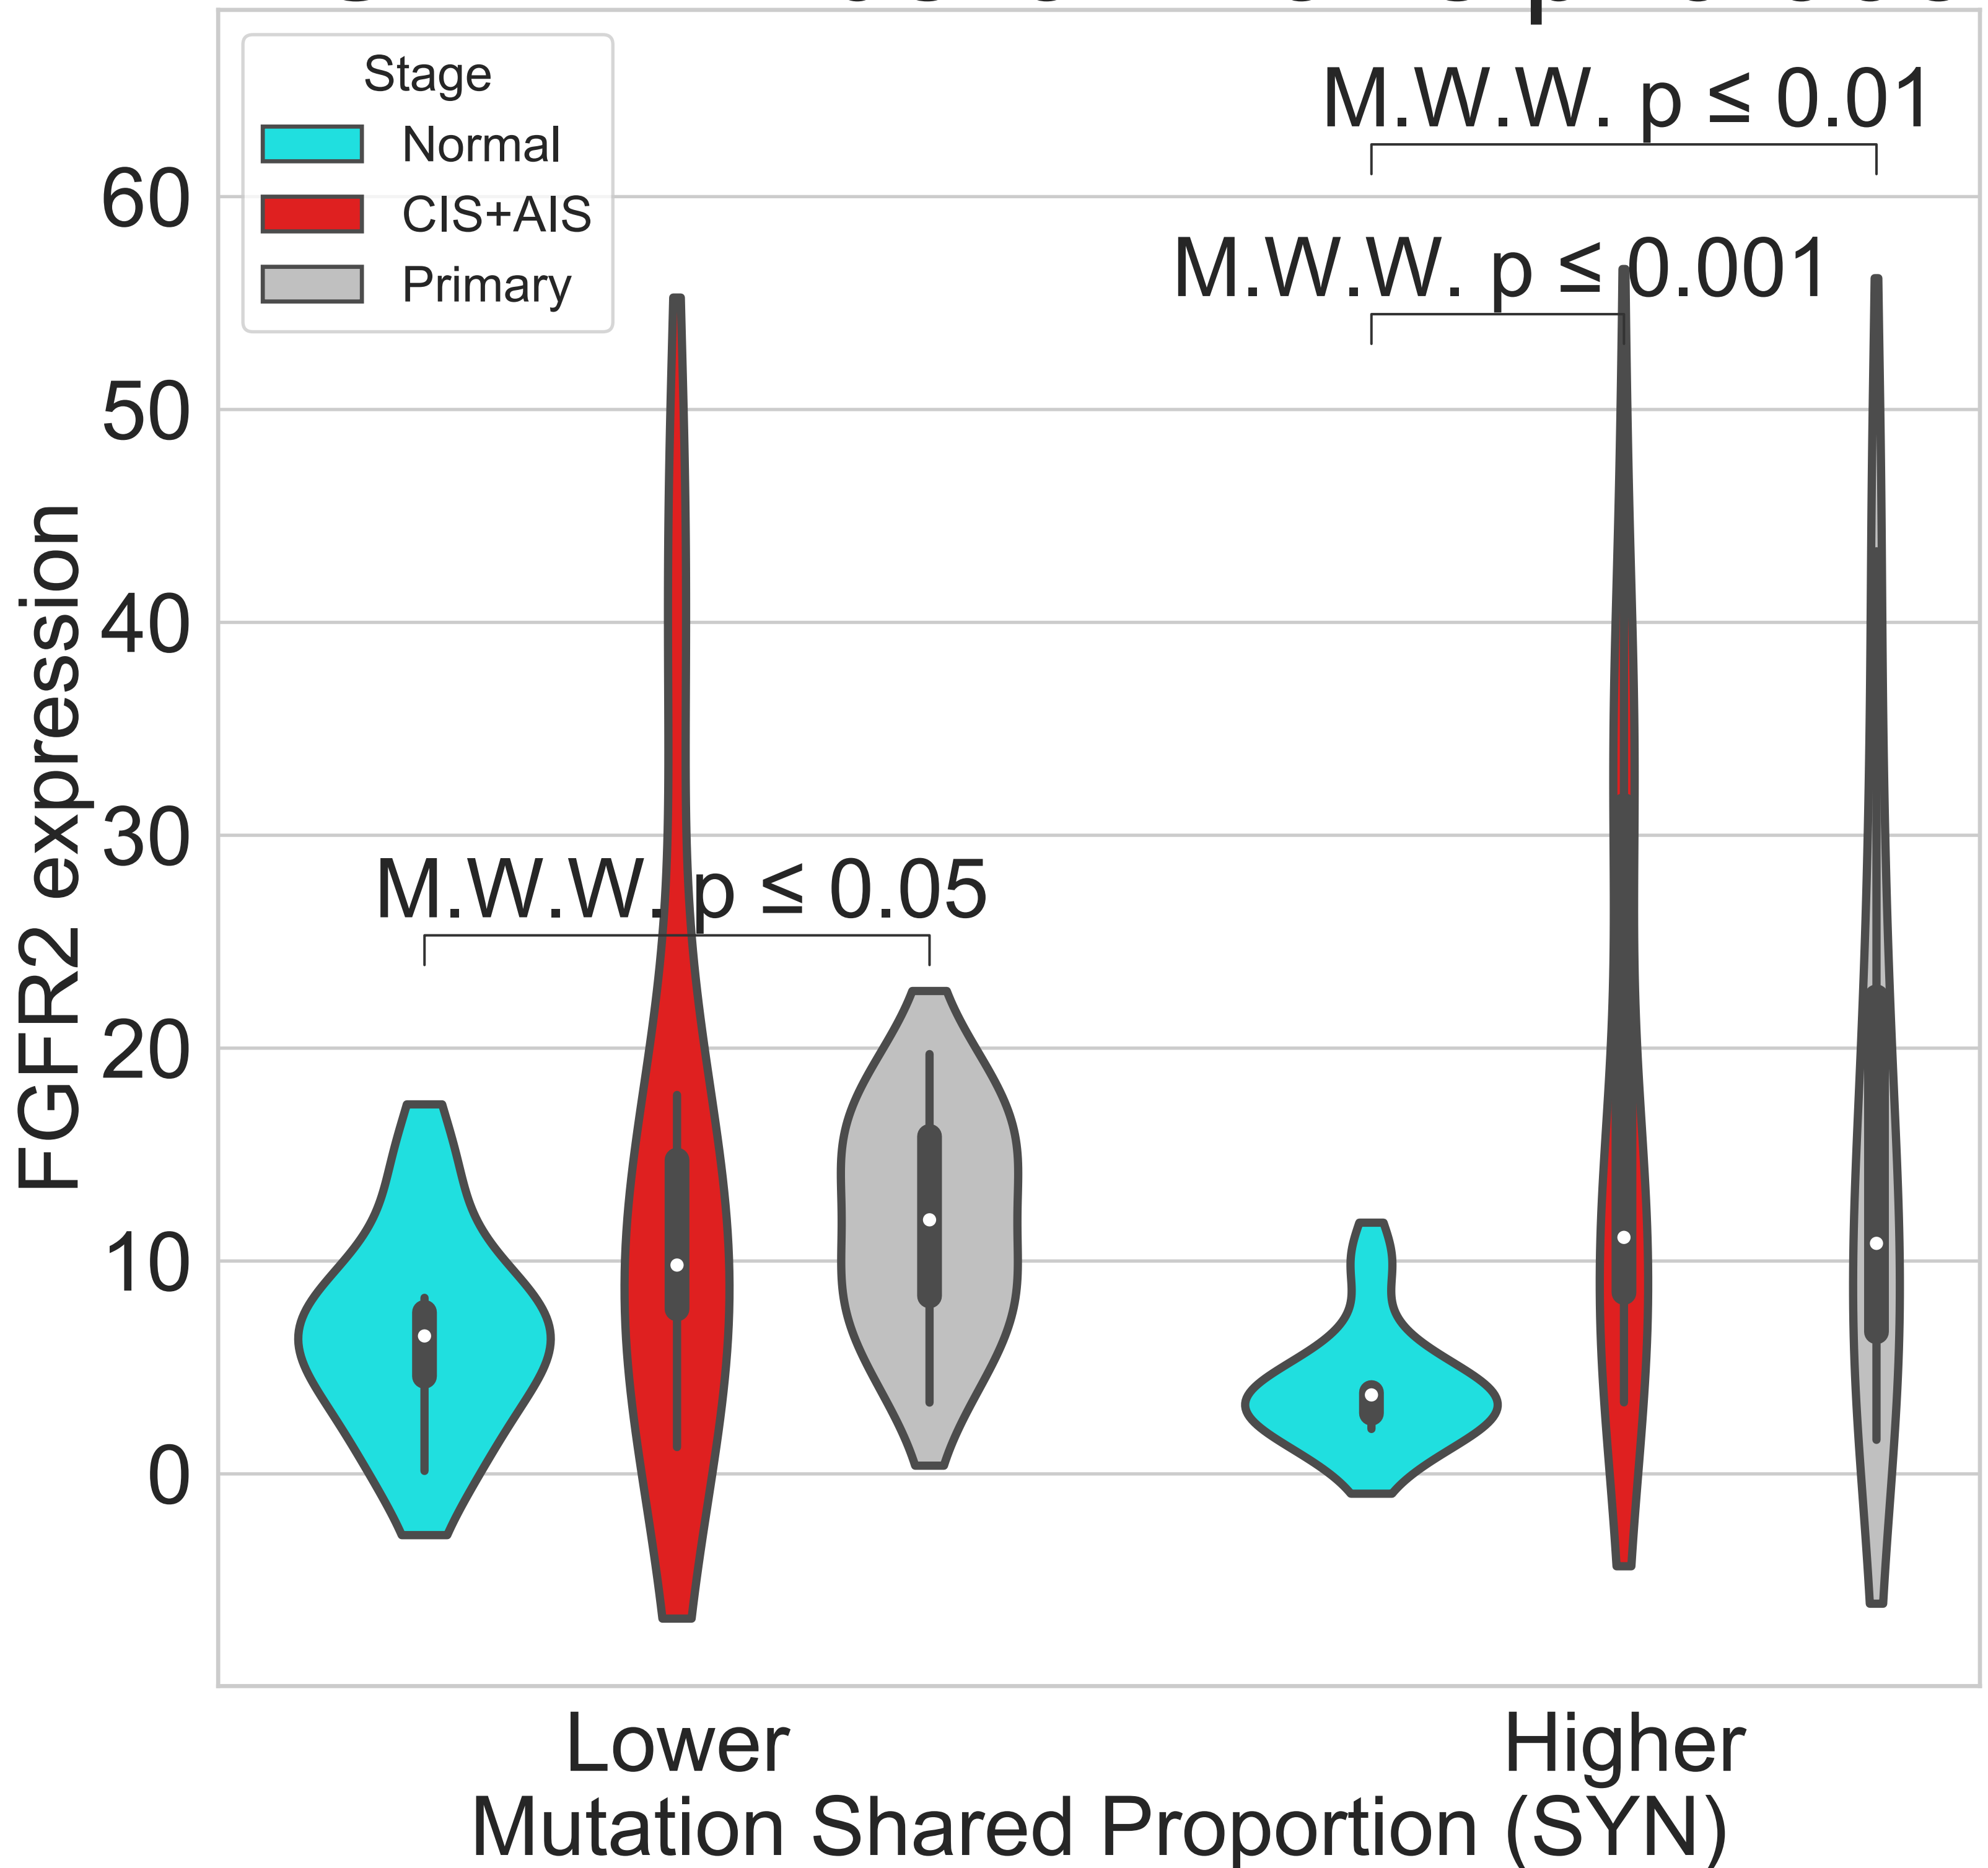 Stage
Normal
CIS+AIS
Primary
M.W.W. p ≤ 0.01
M.W.W. p ≤ 0.001
M.W.W. p ≤ 0.05
60
50
40
30
20
10
0
FGFR2 expression
Lower
Higher
Mutation Shared Proportion (SYN)